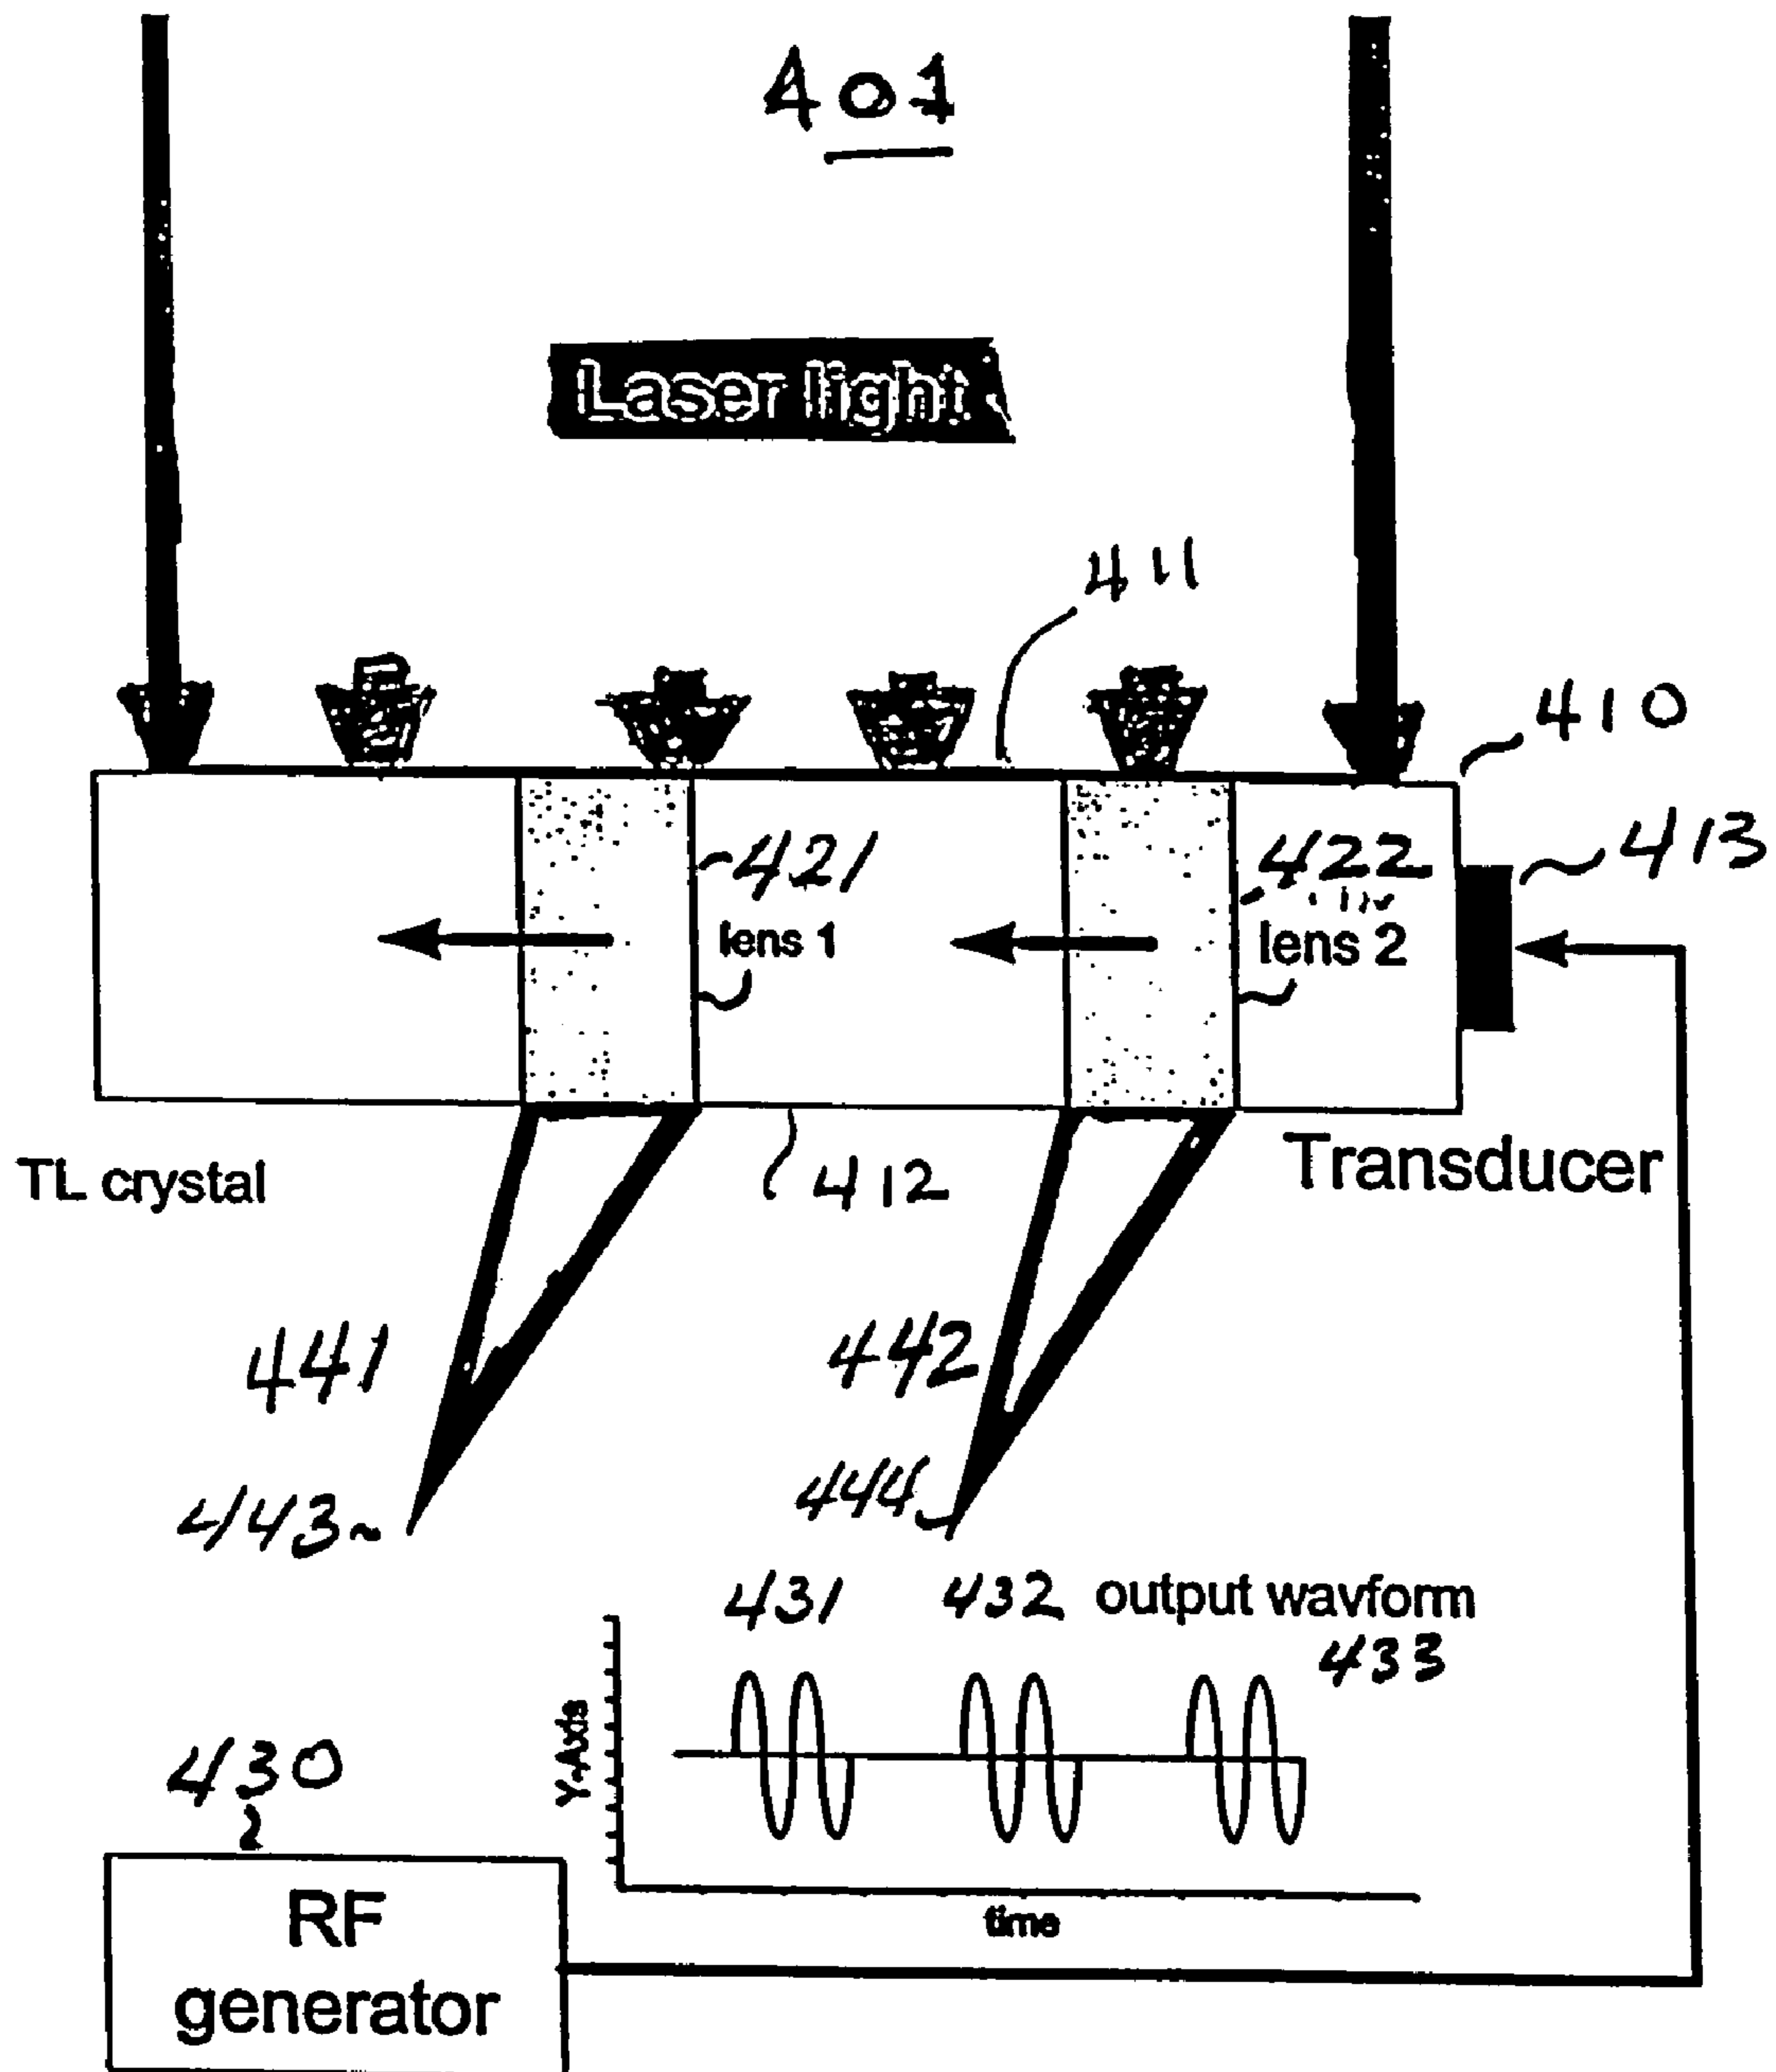 401
Laser light
411
410
413
421
422
lens 1
lens 2
TL crystal
412
Transducer
441
442
443
444
431
432
output wavform
433
Y-Axis
430
time
RF
generator